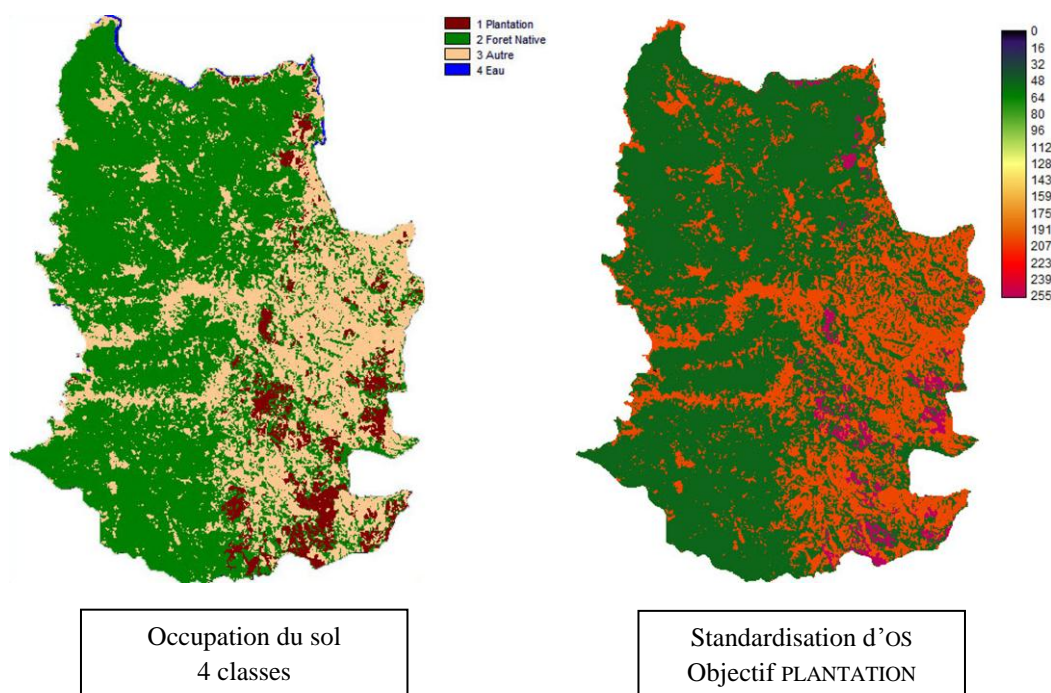 1 Plantation
2 Foret Native
3 Autre
4 Eau
0
16
32
48
64
80
96
112
128
143
159
175
191
207
223
239
255
Occupation du sol
4 classes
Standardisation d’OS
Objectif PLANTATION